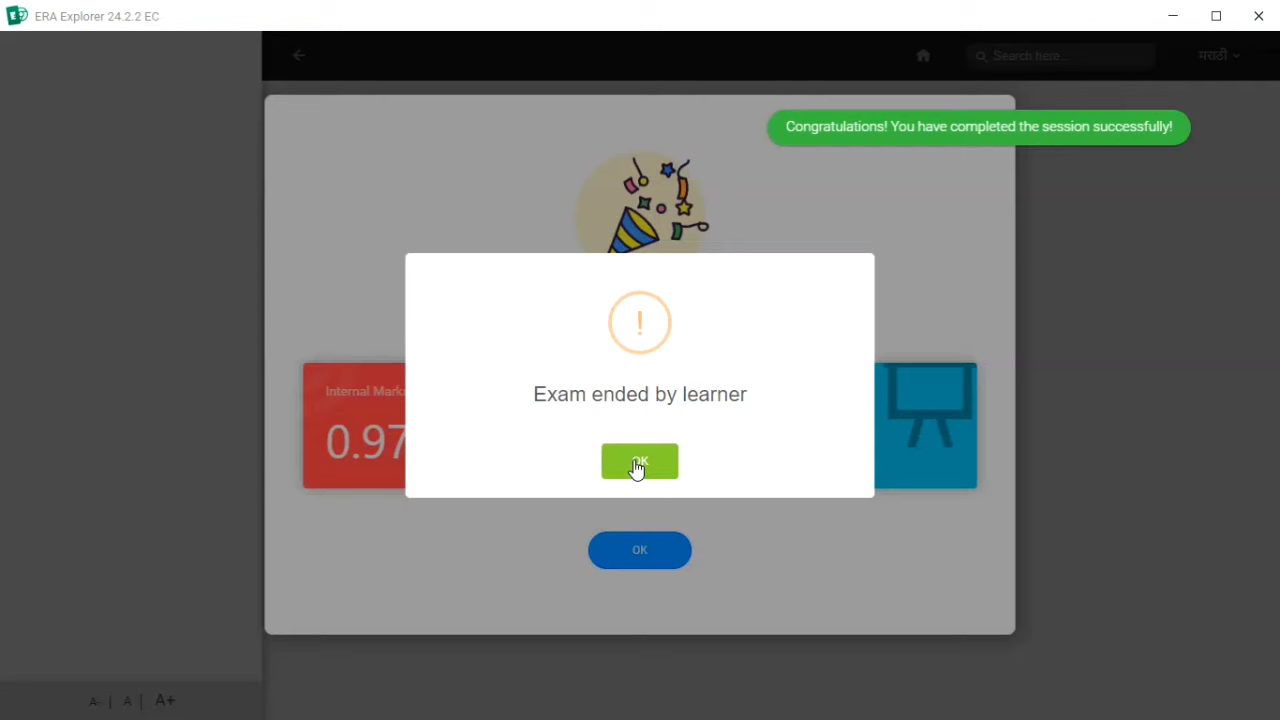 ERA Explorer 24.2.2 EC
Search here...
मराठी
Congratulations! You have completed the session successfully!
Internal Mark
0.97
Exam ended by learner
OK
OK
A- | A | A+